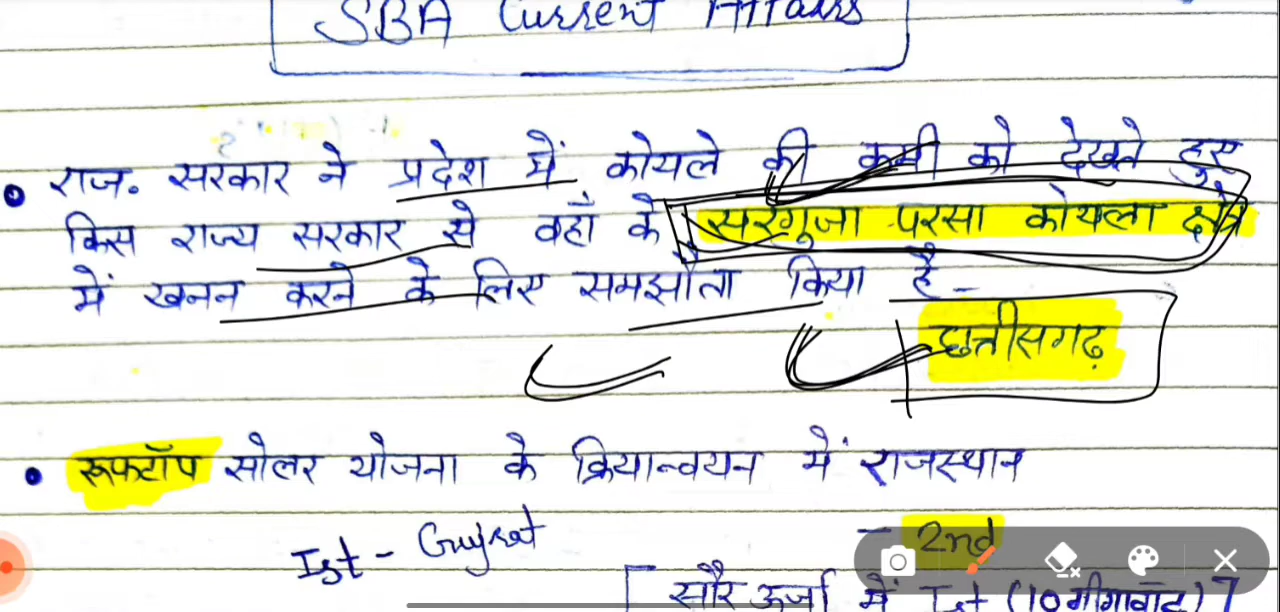 SBA Current Affairs
राज. सरकार ने प्रदेश में कोयले की कमी को देखते हुए
किस राज्य सरकार से वहाँ के सरगूजा परसा कोयला क्षेत्र
में खनन करने के लिए समझौता किया है -
छत्तीसगढ़
रूफटॉप सोलर योजना के क्रियान्वयन में राजस्थान
Ist - Gujrat - 2nd
सौर ऊर्जा में Ist (10 गीगावॉट)